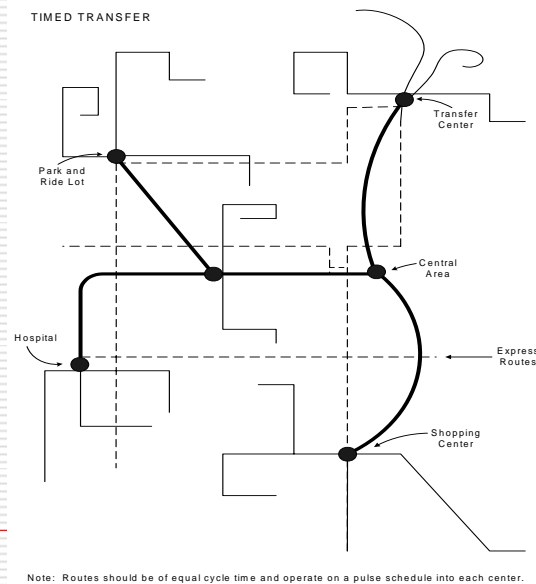 TIMED TRANSFER
Transfer
Center
Park and
Ride Lot
Central
Area
Hospital
Express
Routes
Shopping
Center
Note: Routes should be of equal cycle time and operate on a pulse schedule into each center.